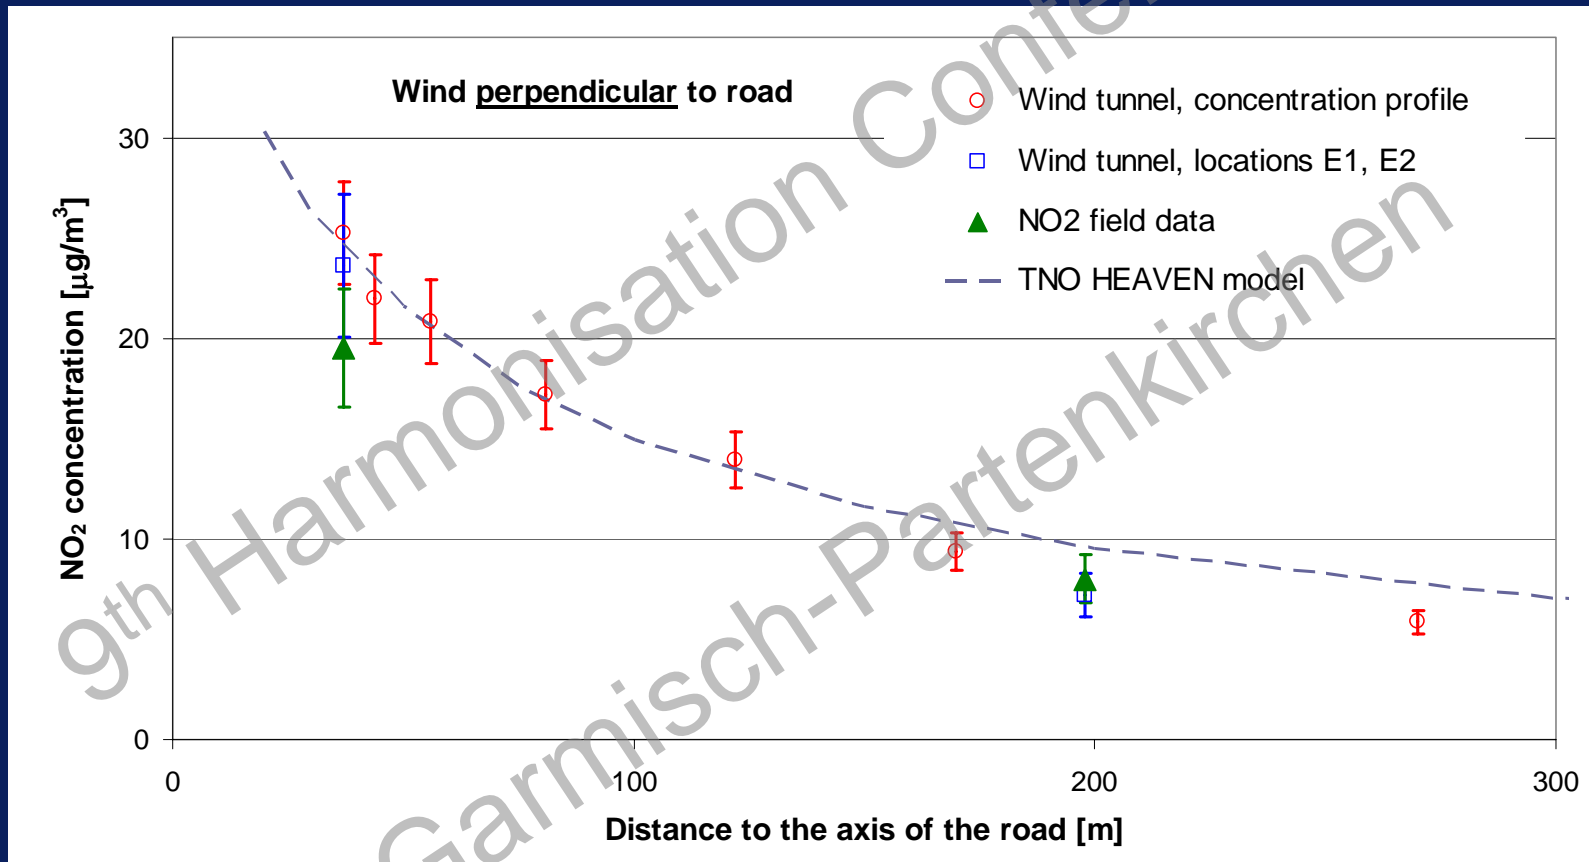 Wind perpendicular to road
Wind tunnel, concentration profile
Wind tunnel, locations E1, E2
NO2 field data
TNO HEAVEN model
NO₂ concentration [µg/m³]
30
20
10
0
0
100
200
300
Distance to the axis of the road [m]
9th Harmonisation Confe
Garmisch-Partenkirchen